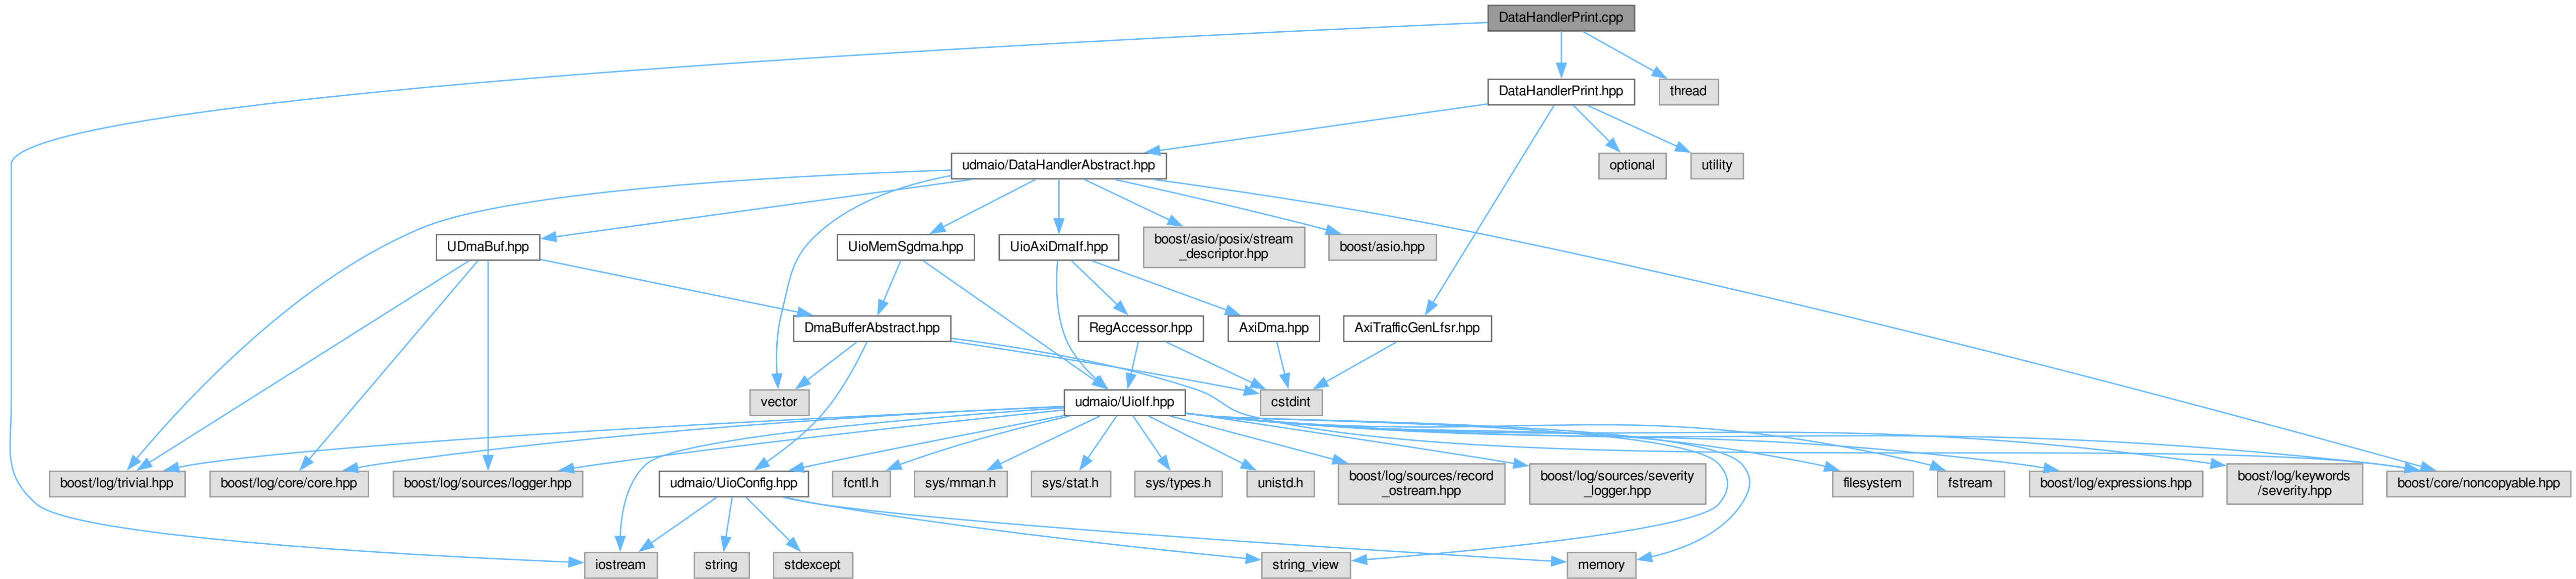 DataHandlerPrint.cpp
DataHandlerPrint.hpp
thread
udmaio/DataHandlerAbstract.hpp
optional
utility
UDmaBuf.hpp
UioMemSgdma.hpp
UioAxiDmaIf.hpp
boost/asio/posix/stream
_descriptor.hpp
boost/asio.hpp
DmaBufferAbstract.hpp
RegAccessor.hpp
AxiDma.hpp
AxiTrafficGenLfsr.hpp
vector
udmaio/UioIf.hpp
cstdint
boost/log/trivial.hpp
boost/log/core/core.hpp
boost/log/sources/logger.hpp
udmaio/UioConfig.hpp
fcntl.h
sys/mman.h
sys/stat.h
sys/types.h
unistd.h
boost/log/sources/record
_ostream.hpp
boost/log/sources/severity
_logger.hpp
filesystem
fstream
boost/log/expressions.hpp
boost/log/keywords
/severity.hpp
boost/core/noncopyable.hpp
iostream
string
stdexcept
string_view
memory